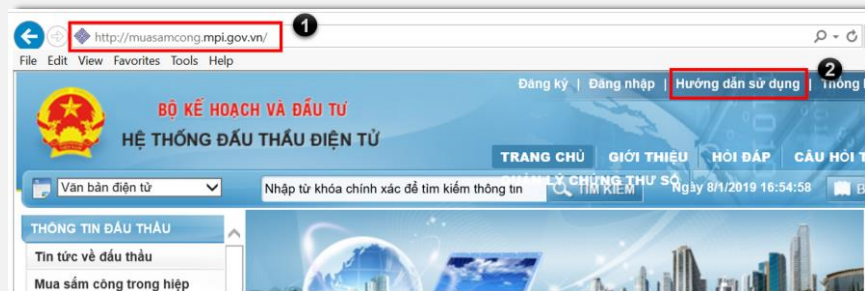 http://muasamcong.mpi.gov.vn/
1
File Edit View Favorites Tools Help
2
Đăng ký | Đăng nhập | Hướng dẫn sử dụng | Thông
BỘ KẾ HOẠCH VÀ ĐẦU TƯ
HỆ THỐNG ĐẤU THẦU ĐIỆN TỬ
TRANG CHỦ GIỚI THIỆU HỎI ĐÁP CÂU HỎI T
QUẢN LÝ CHỨNG THƯ SỐ
Văn bản điện tử
Nhập từ khóa chính xác để tìm kiếm thông tin
TÌM KIẾM
Ngày 8/1/2019 16:54:58
B
THÔNG TIN ĐẤU THẦU
Tin tức về đấu thầu
Mua sắm công trong hiệp